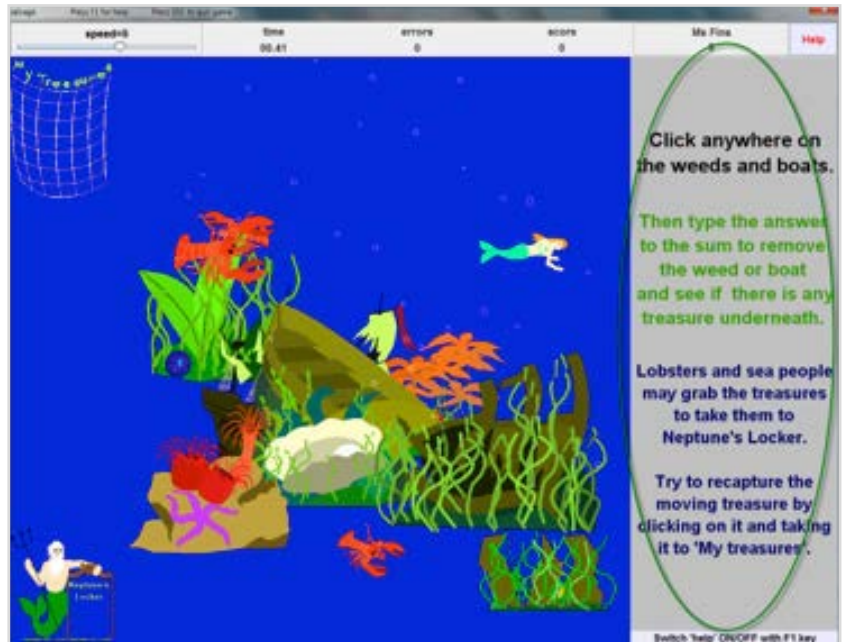 salvage Press F1 for help Press ESC to quit game
speed=6 time errors score Ms Fins Help
00.41 0 0
My Treasures
Click anywhere on
the weeds and boats.
Then type the answer
to the sum to remove
the weed or boat
and see if there is any
treasure underneath.
Lobsters and sea people
may grab the treasures
to take them to
Neptune's Locker.
Try to recapture the
moving treasure by
clicking on it and taking
it to 'My treasures'.
Neptune's
Locker
Switch 'help' ON/OFF with F1 key